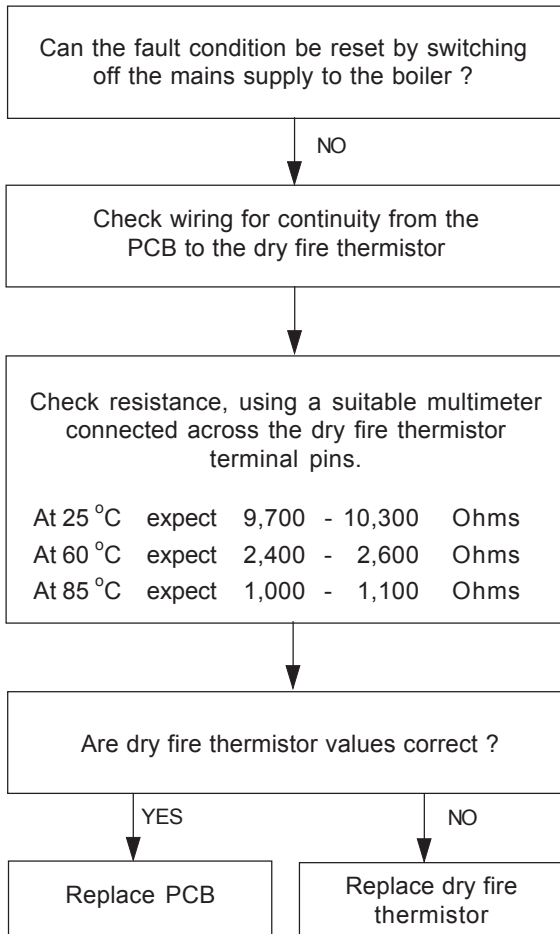 Can the fault condition be reset by switching
off the mains supply to the boiler ?
NO
Check wiring for continuity from the
PCB to the dry fire thermistor
Check resistance, using a suitable multimeter
connected across the dry fire thermistor
terminal pins.
At 25 °C expect 9,700 - 10,300 Ohms
At 60 °C expect 2,400 - 2,600 Ohms
At 85 °C expect 1,000 - 1,100 Ohms
Are dry fire thermistor values correct ?
YES
NO
Replace PCB
Replace dry fire
thermistor